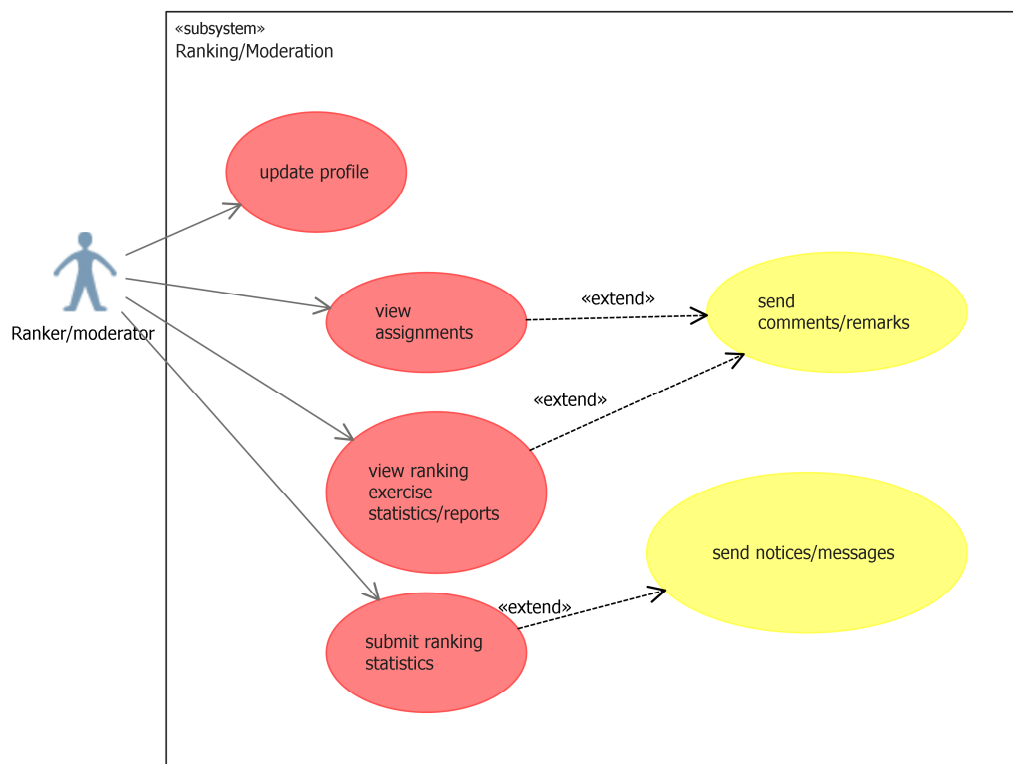 «subsystem»
Ranking/Moderation
update profile
Ranker/moderator
view
assignments
«extend»
send
comments/remarks
«extend»
view ranking
exercise
statistics/reports
send notices/messages
«extend»
submit ranking
statistics